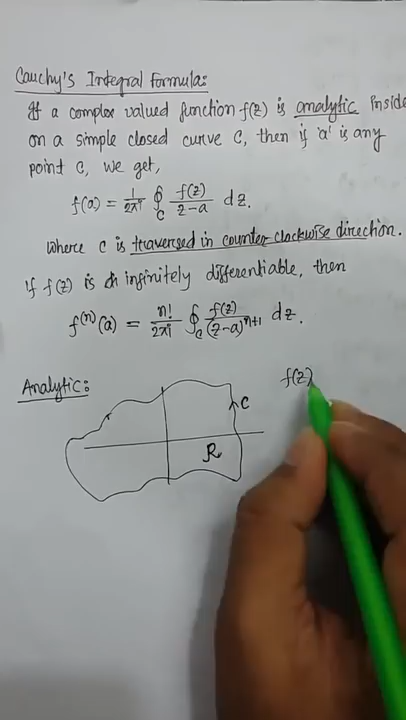 Cauchy's Integral Formula:
If a complex valued function f(z) is analytic inside
on a simple closed curve C, then if 'a' is any
point C, we get,
f(a) = 1/2πi ∮_C f(z)/z-a dz.
Where C is traversed in counter clockwise direction.
If f(z) is infinitely differentiable, then
f^(n)(a) = n!/2πi ∮_C f(z)/(z-a)^n+1 dz.
Analytic:
f(z)
C
R